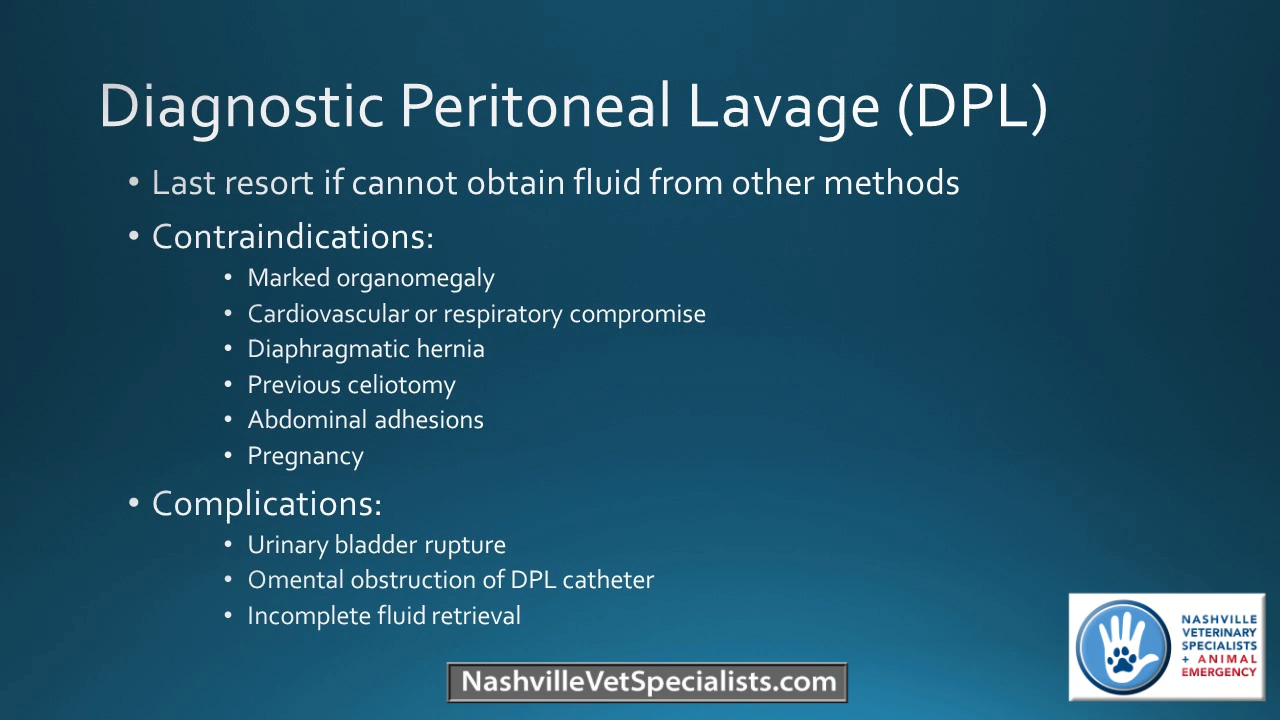 Diagnostic Peritoneal Lavage (DPL)
• Last resort if cannot obtain fluid from other methods
• Contraindications:
• Marked organomegaly
• Cardiovascular or respiratory compromise
• Diaphragmatic hernia
• Previous celiotomy
• Abdominal adhesions
• Pregnancy
• Complications:
• Urinary bladder rupture
• Omental obstruction of DPL catheter
• Incomplete fluid retrieval
NASHVILLE
VETERINARY
SPECIALISTS
+ ANIMAL
EMERGENCY
NashvilleVetSpecialists.com